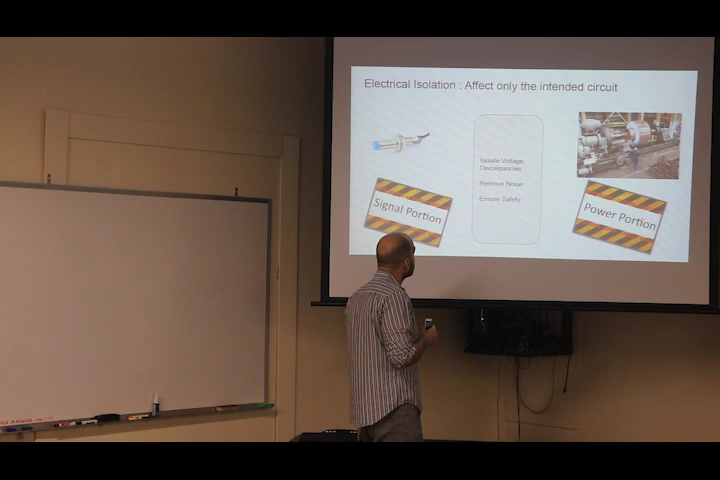 Electrical Isolation : Affect only the intended circuit
Isolate Voltage
Discrepancies
Remove Noise
Ensure Safety
Signal Portion
Power Portion